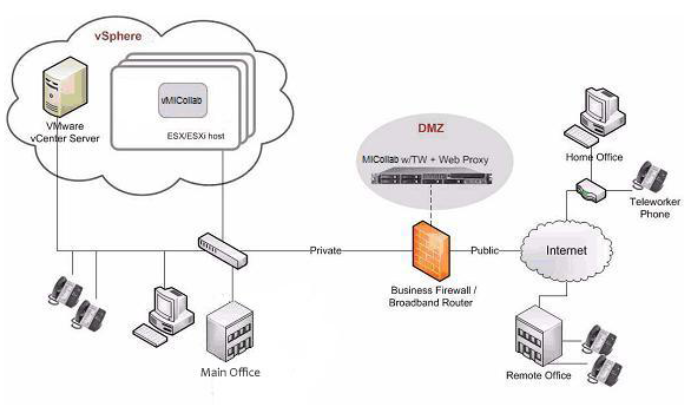 vSphere
vMICollab
VMware
vCenter Server
ESX/ESXi host
DMZ
MICollab w/TW + Web Proxy
Home Office
Teleworker
Phone
Private
Public
Internet
Business Firewall /
Broadband Router
Main Office
Remote Office